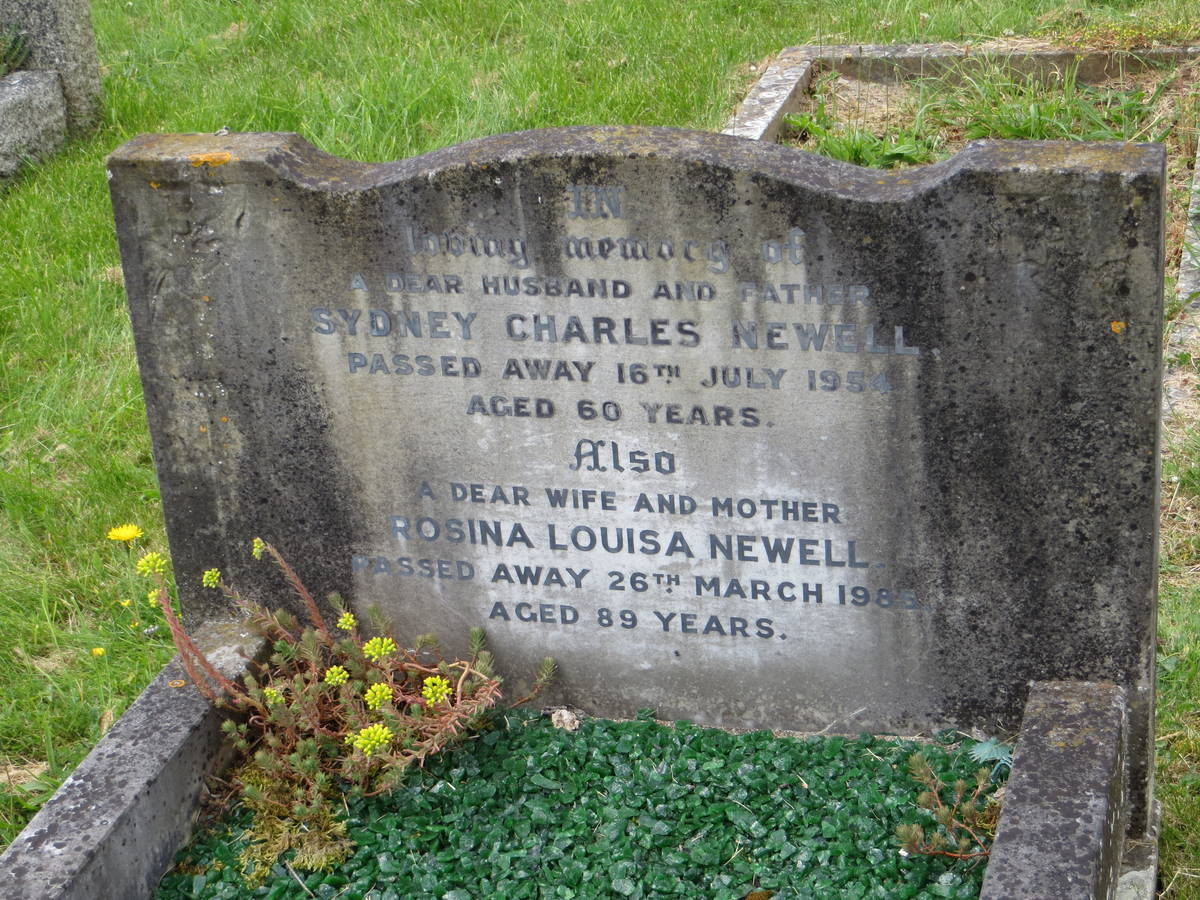 IN
loving memory of
A DEAR HUSBAND AND FATHER
SYDNEY CHARLES NEWELL
PASSED AWAY 16TH JULY 1954
AGED 60 YEARS.
Also
A DEAR WIFE AND MOTHER
ROSINA LOUISA NEWELL
PASSED AWAY 26TH MARCH
AGED 89 YEARS.